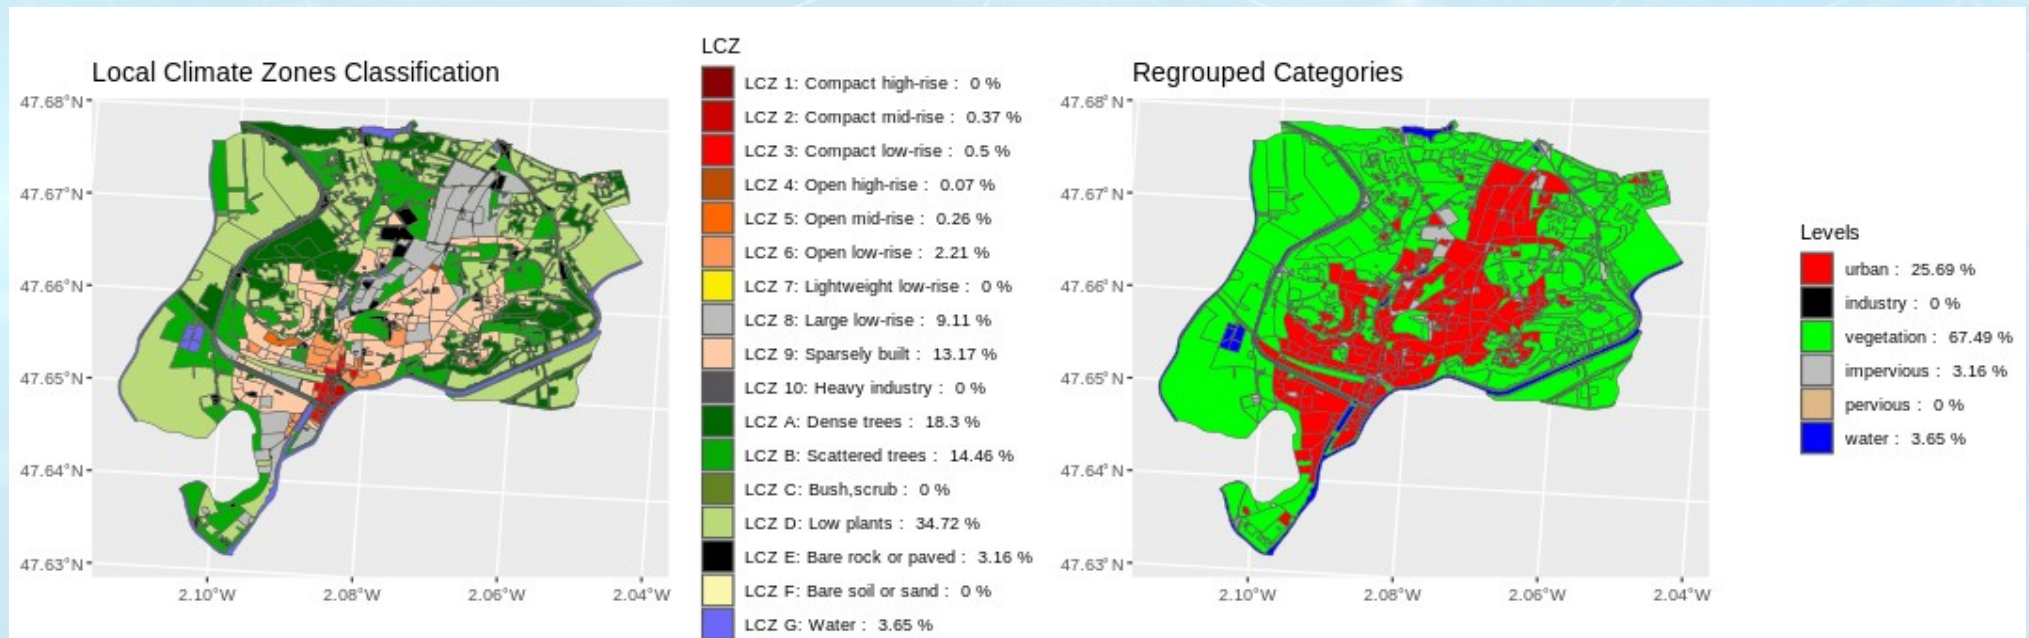 Local Climate Zones Classification
47.68°N
47.67°N
47.66°N
47.65°N
47.64°N
47.63°N
2.10°W
2.08°W
2.06°W
2.04°W
LCZ
LCZ 1: Compact high-rise : 0 %
LCZ 2: Compact mid-rise : 0.37 %
LCZ 3: Compact low-rise : 0.5 %
LCZ 4: Open high-rise : 0.07 %
LCZ 5: Open mid-rise : 0.26 %
LCZ 6: Open low-rise : 2.21 %
LCZ 7: Lightweight low-rise : 0 %
LCZ 8: Large low-rise : 9.11 %
LCZ 9: Sparsely built : 13.17 %
LCZ 10: Heavy industry : 0 %
LCZ A: Dense trees : 18.3 %
LCZ B: Scattered trees : 14.46 %
LCZ C: Bush,scrub : 0 %
LCZ D: Low plants : 34.72 %
LCZ E: Bare rock or paved : 3.16 %
LCZ F: Bare soil or sand : 0 %
LCZ G: Water : 3.65 %
Regrouped Categories
47.68°N
47.67°N
47.66°N
47.65°N
47.64°N
47.63°N
2.10°W
2.08°W
2.06°W
2.04°W
Levels
urban : 25.69 %
industry : 0 %
vegetation : 67.49 %
impervious : 3.16 %
pervious : 0 %
water : 3.65 %